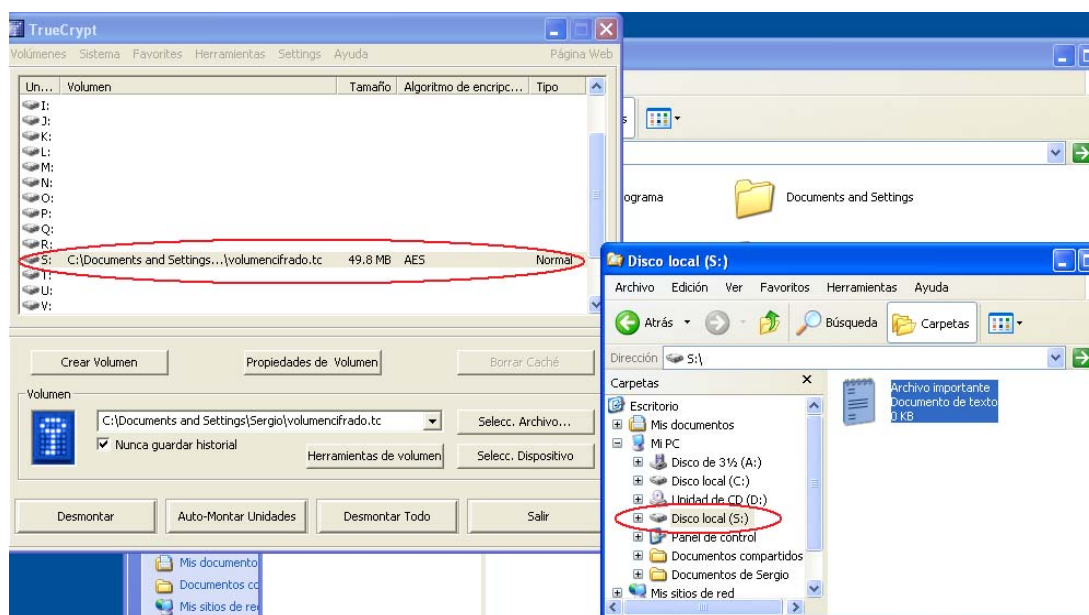 TrueCrypt
Volúmenes Sistema Favorites Herramientas Settings Ayuda Página Web
Un... Volumen Tamaño Algoritmo de encripc... Tipo
I:
J:
K:
L:
M:
N:
O:
P:
Q:
R:
S: C:\Documents and Settings...\volumencifrado.tc 49.8 MB AES Normal
T:
U:
V:
Crear Volumen Propiedades de Volumen Borrar Caché
Volumen
C:\Documents and Settings\Sergio\volumencifrado.tc Selecc. Archivo...
Nunca guardar historial
Herramientas de volumen Selecc. Dispositivo
Desmontar Auto-Montar Unidades Desmontar Todo Salir
Mis documento
Documentos co
Mis sitios de re
s
ograma Documents and Settings
Disco local (S:)
Archivo Edición Ver Favoritos Herramientas Ayuda
Atrás Búsqueda Carpetas
Dirección S:\
Carpetas X
Escritorio
Mis documentos
Mi PC
Disco de 3½ (A:)
Disco local (C:)
Unidad de CD (D:)
Disco local (S:)
Panel de control
Documentos compartidos
Documentos de Sergio
Mis sitios de red
Archivo importante
Documento de texto
0 KB